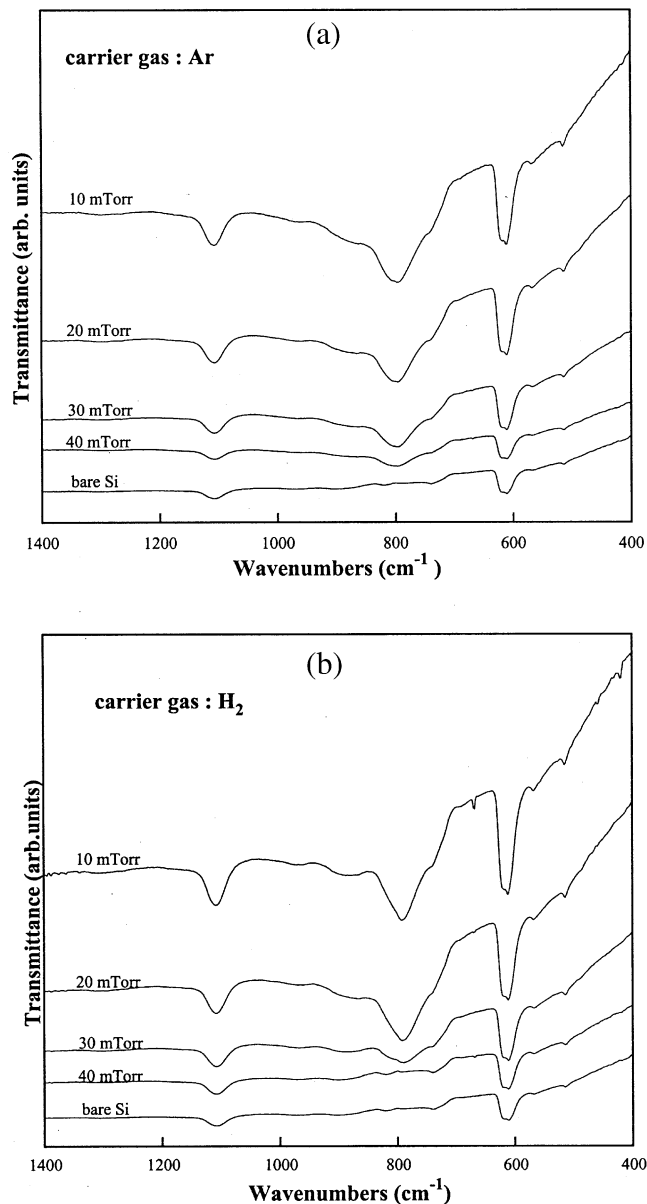 (a)
carrier gas : Ar
Transmittance (arb. units)
10 mTorr
20 mTorr
30 mTorr
40 mTorr
bare Si
1400 1200 1000 800 600 400
Wavenumbers (cm-1 )
(b)
carrier gas : H2
Transmittance (arb.units)
10 mTorr
20 mTorr
30 mTorr
40 mTorr
bare Si
1400 1200 1000 800 600 400
Wavenumbers (cm-1)